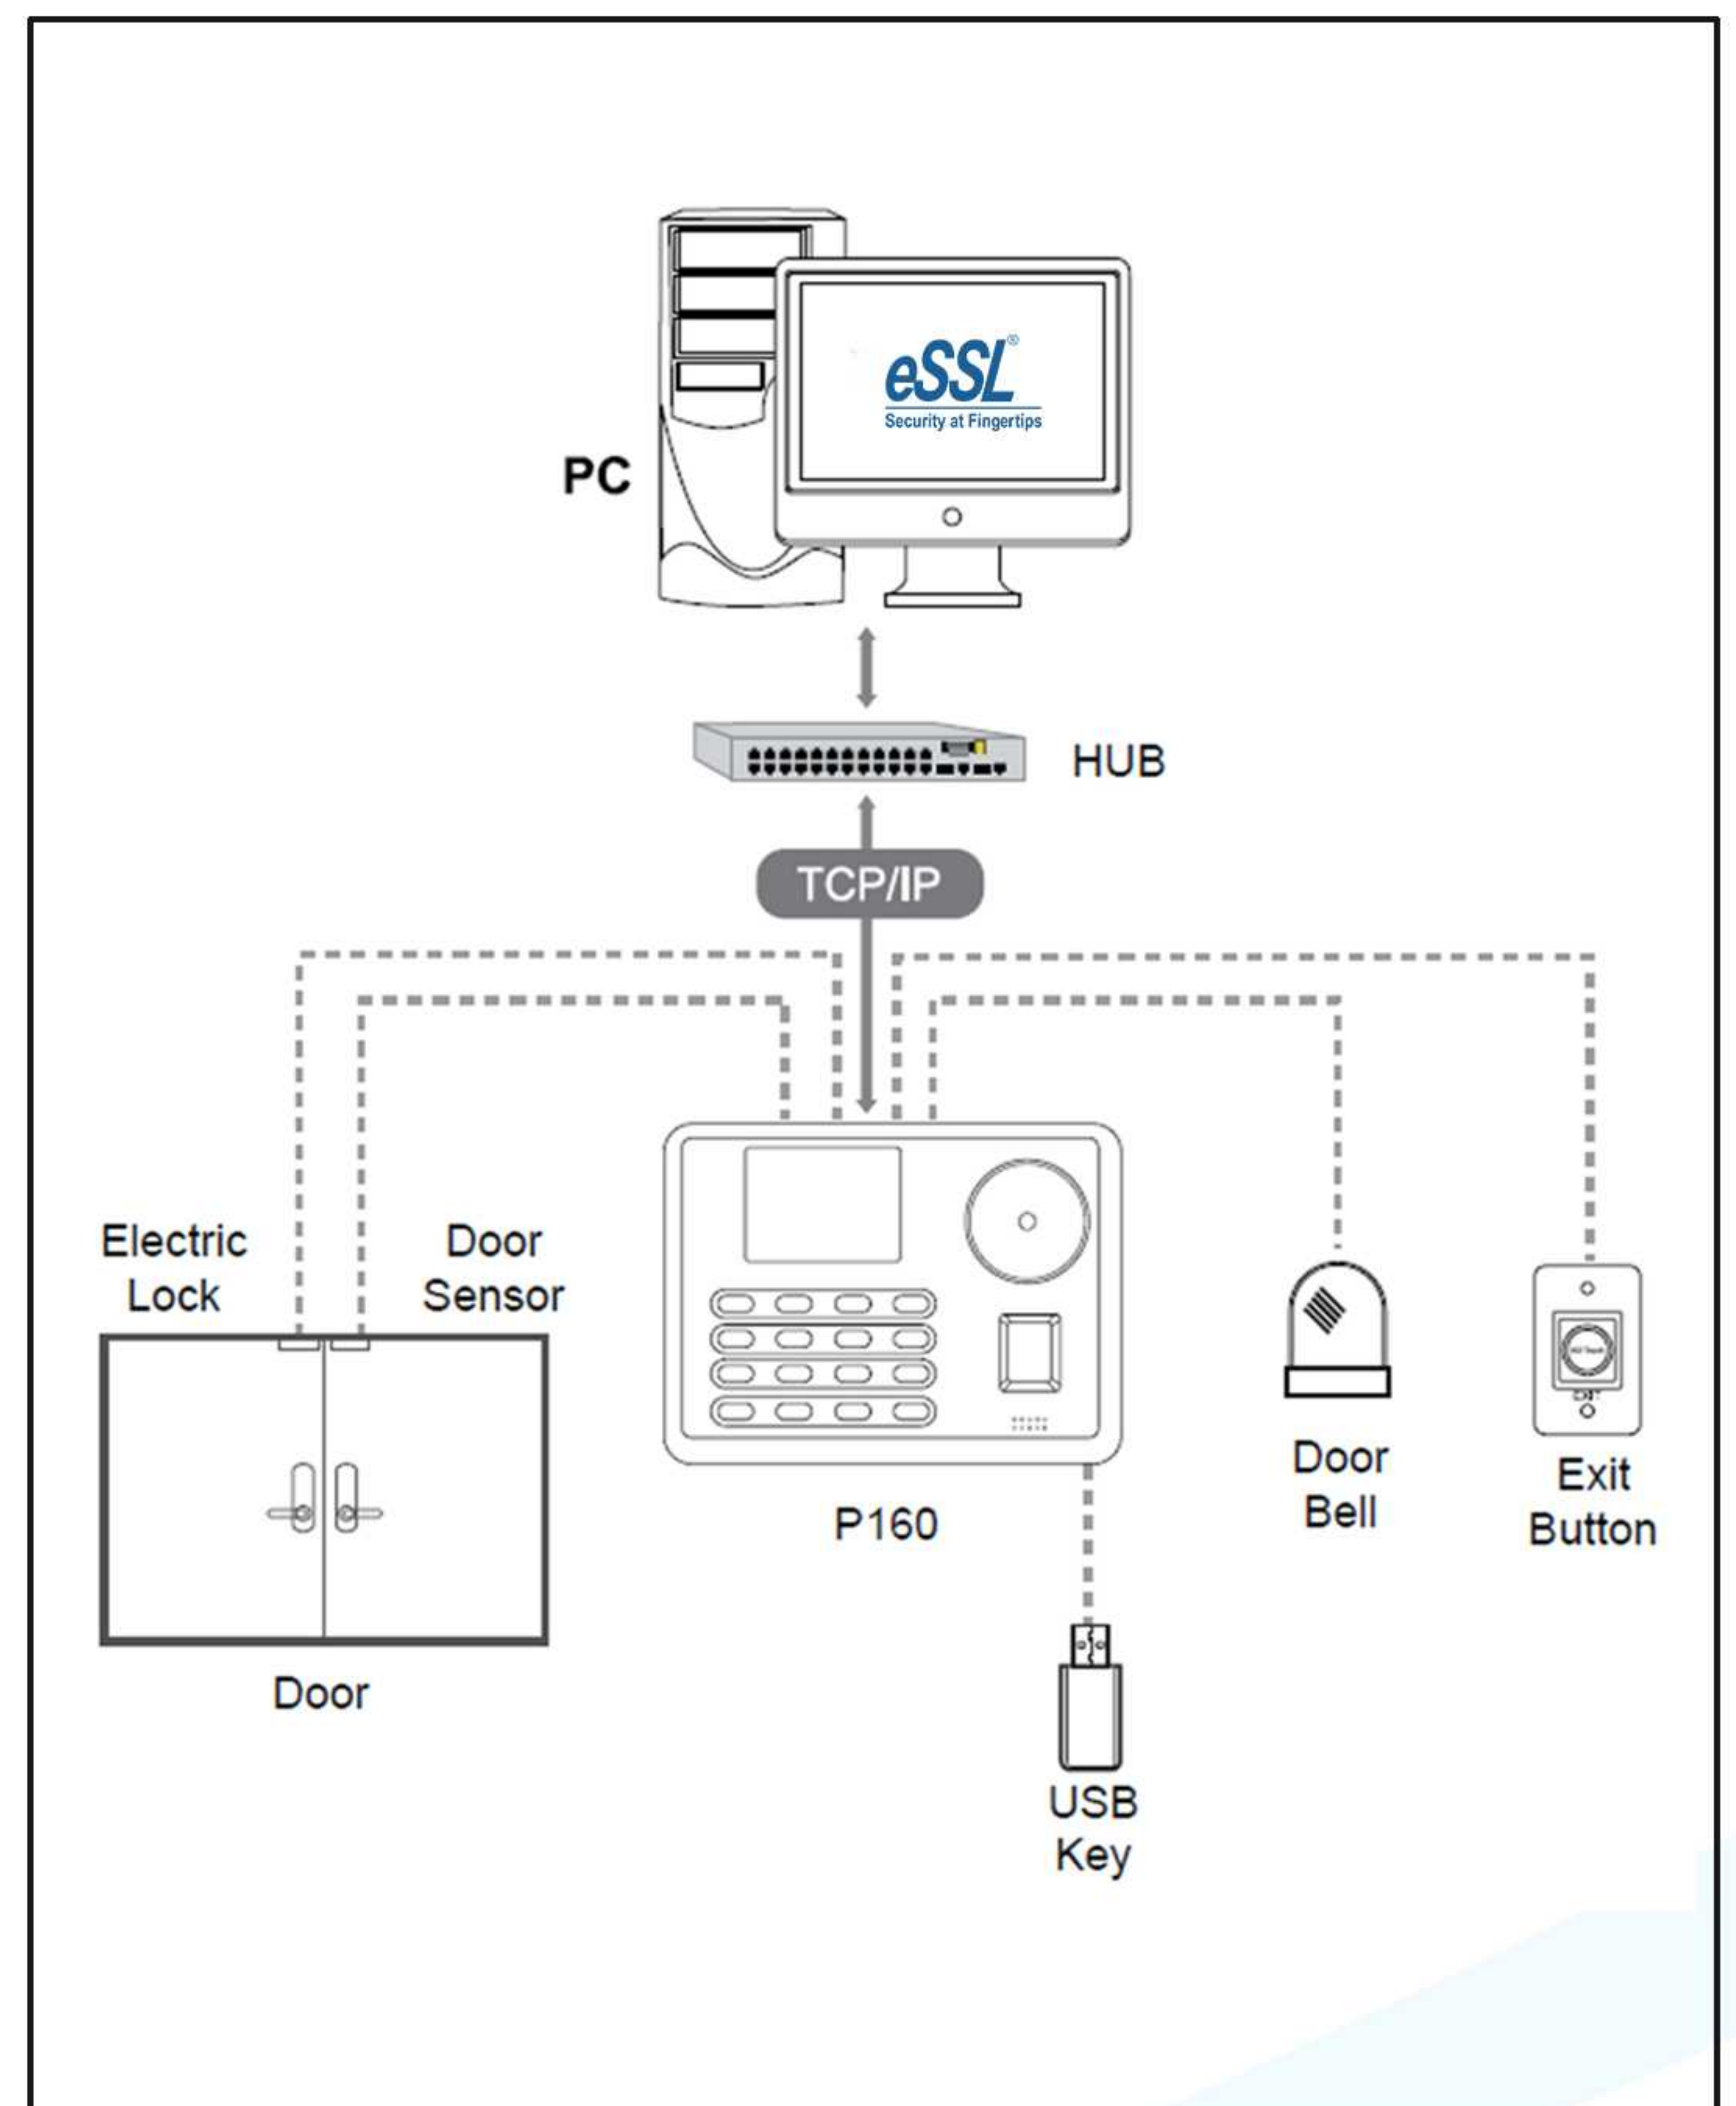 eSSL®
Security at Fingertips
PC
HUB
TCP/IP
Electric
Lock
Door
Sensor
Door
P160
Door
Bell
EXIT
Exit
Button
USB
Key